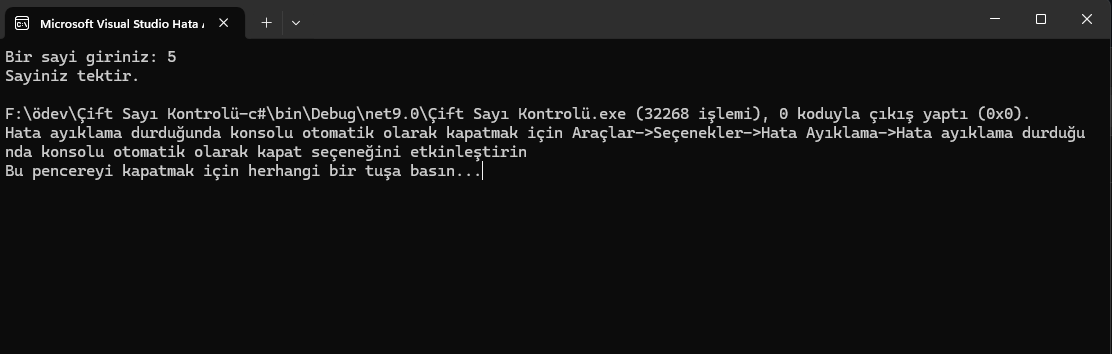 Microsoft Visual Studio Hata A
Bir sayi giriniz: 5
Sayiniz tektir.
F:\ödev\Çift Sayı Kontrolü-c#\bin\Debug\net9.0\Çift Sayı Kontrolü.exe (32268 işlemi), 0 koduyla çıkış yaptı (0x0).
Hata ayıklama durduğunda konsolu otomatik olarak kapatmak için Araçlar->Seçenekler->Hata Ayıklama->Hata ayıklama durduğu
nda konsolu otomatik olarak kapat seçeneğini etkinleştirin
Bu pencereyi kapatmak için herhangi bir tuşa basın...